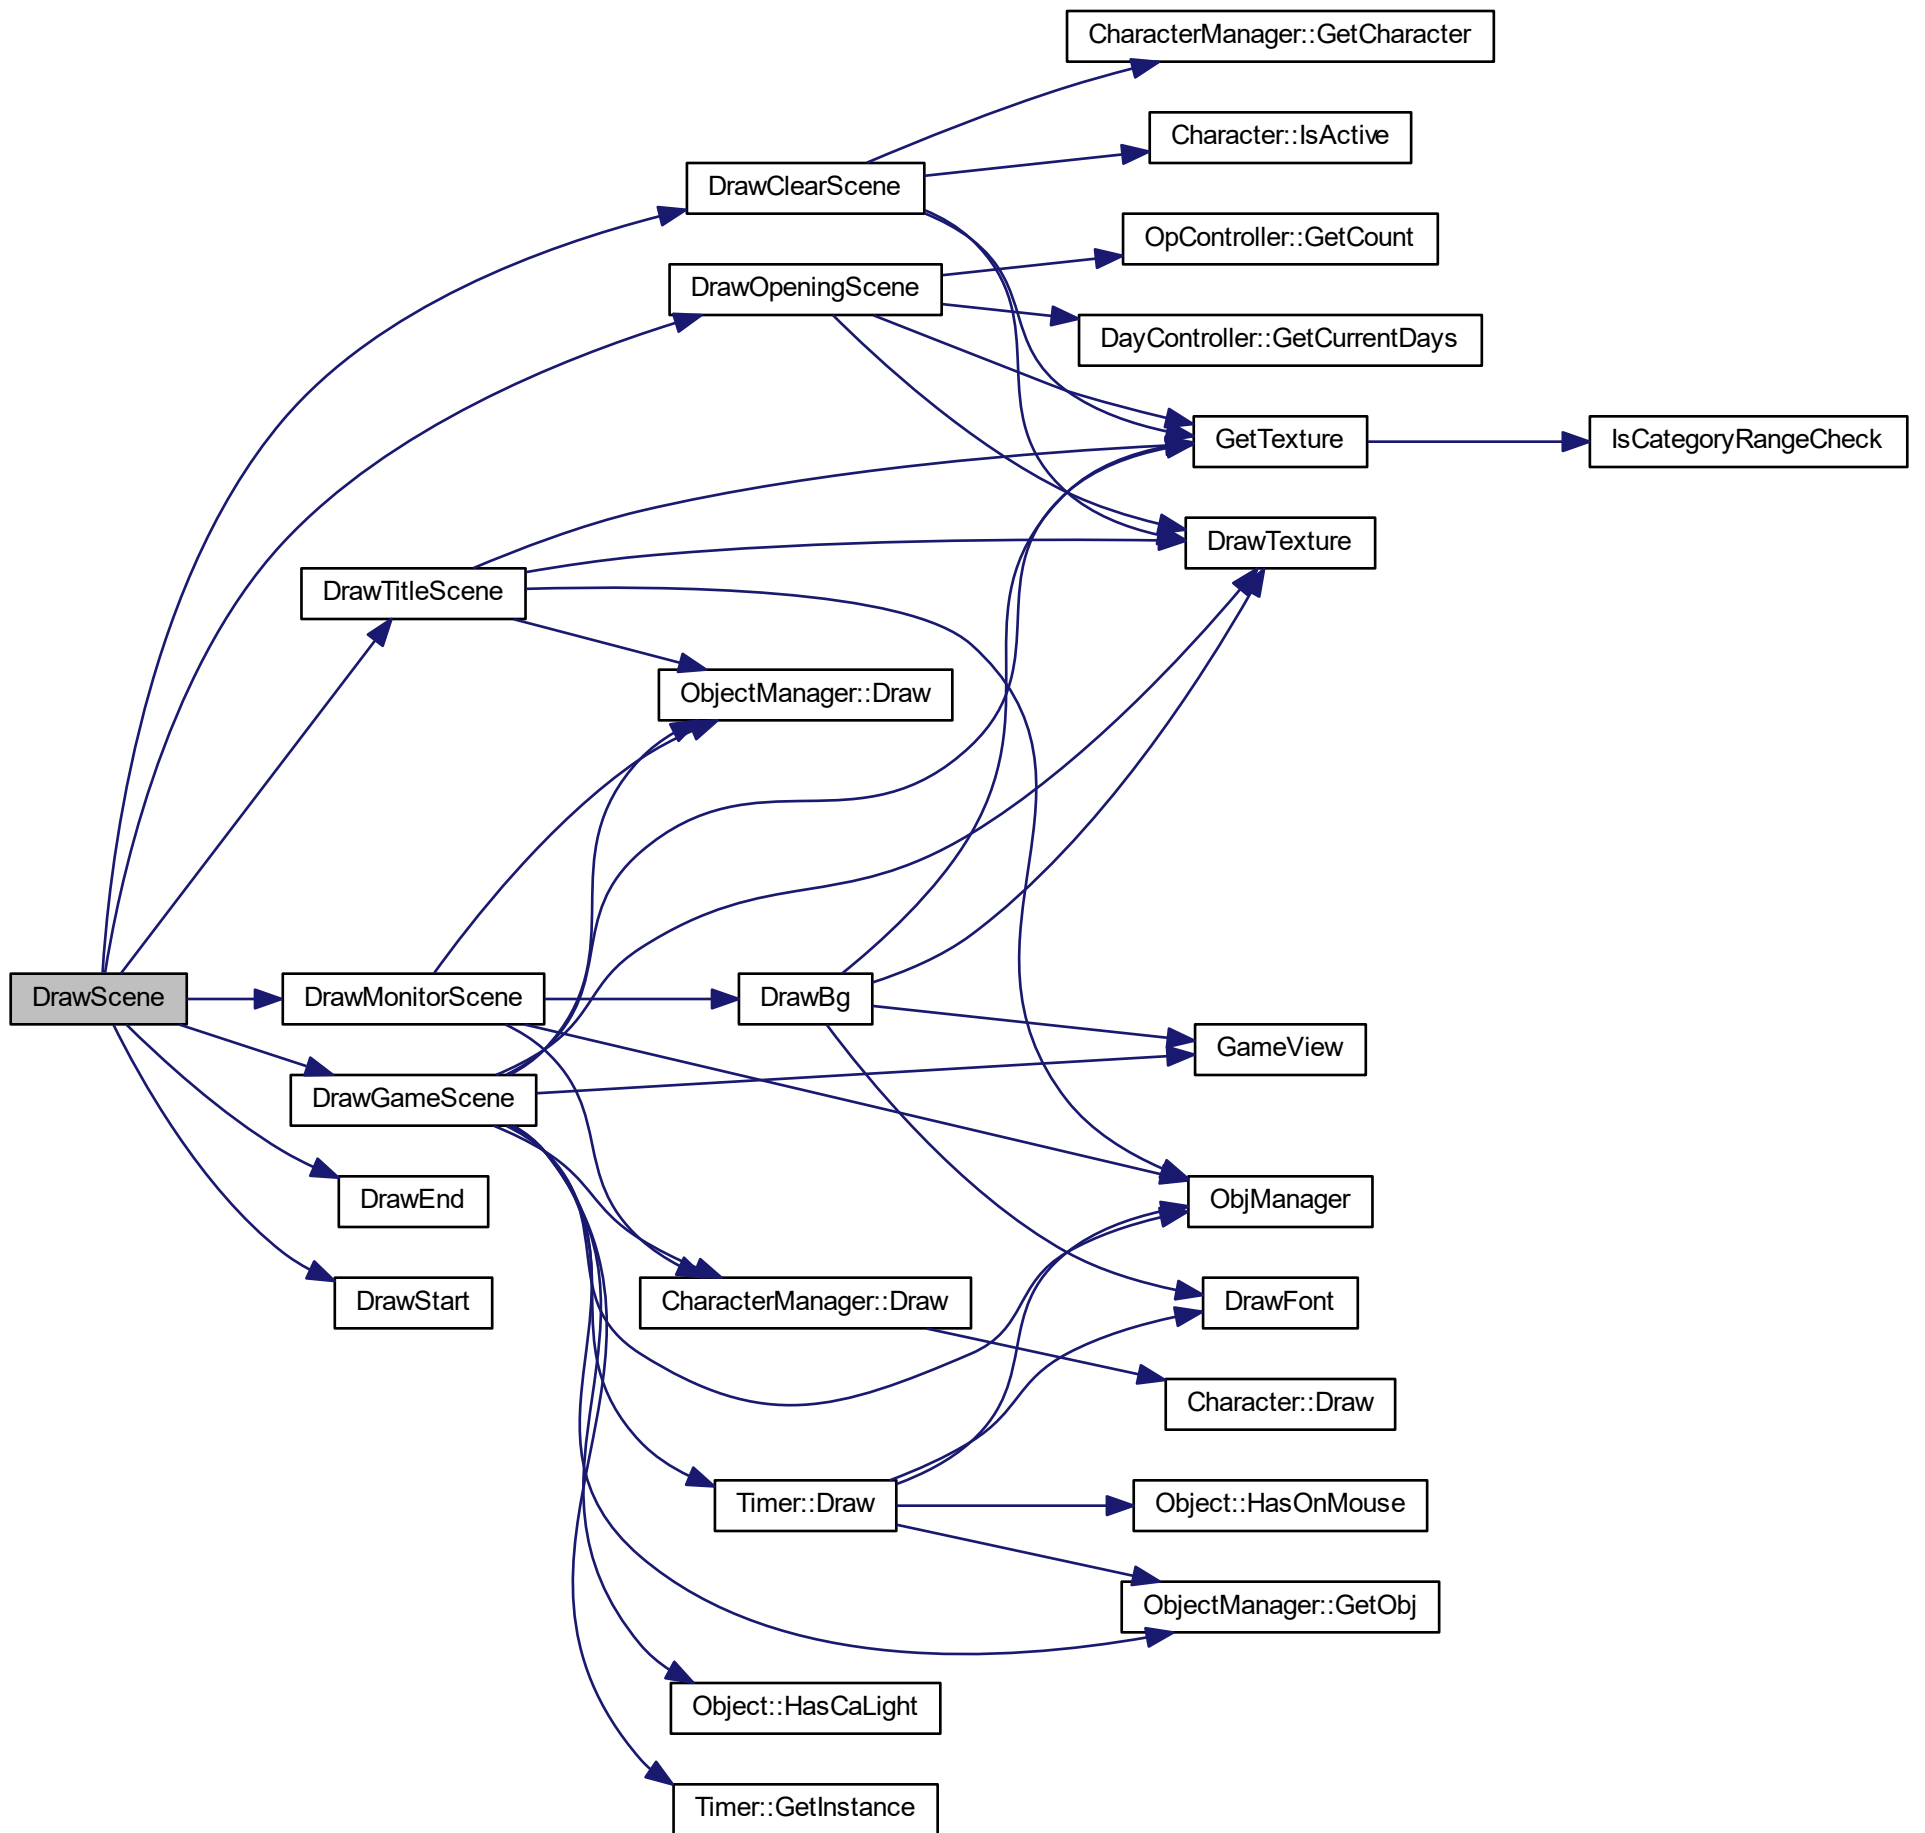 CharacterManager::GetCharacter
Character::IsActive
DrawClearScene
OpController::GetCount
DrawOpeningScene
DayController::GetCurrentDays
GetTexture
IsCategoryRangeCheck
DrawTexture
DrawTitleScene
ObjectManager::Draw
DrawScene
DrawMonitorScene
DrawBg
GameView
DrawGameScene
DrawEnd
ObjManager
DrawStart
CharacterManager::Draw
DrawFont
Character::Draw
Timer::Draw
Object::HasOnMouse
ObjectManager::GetObj
Object::HasCaLight
Timer::GetInstance